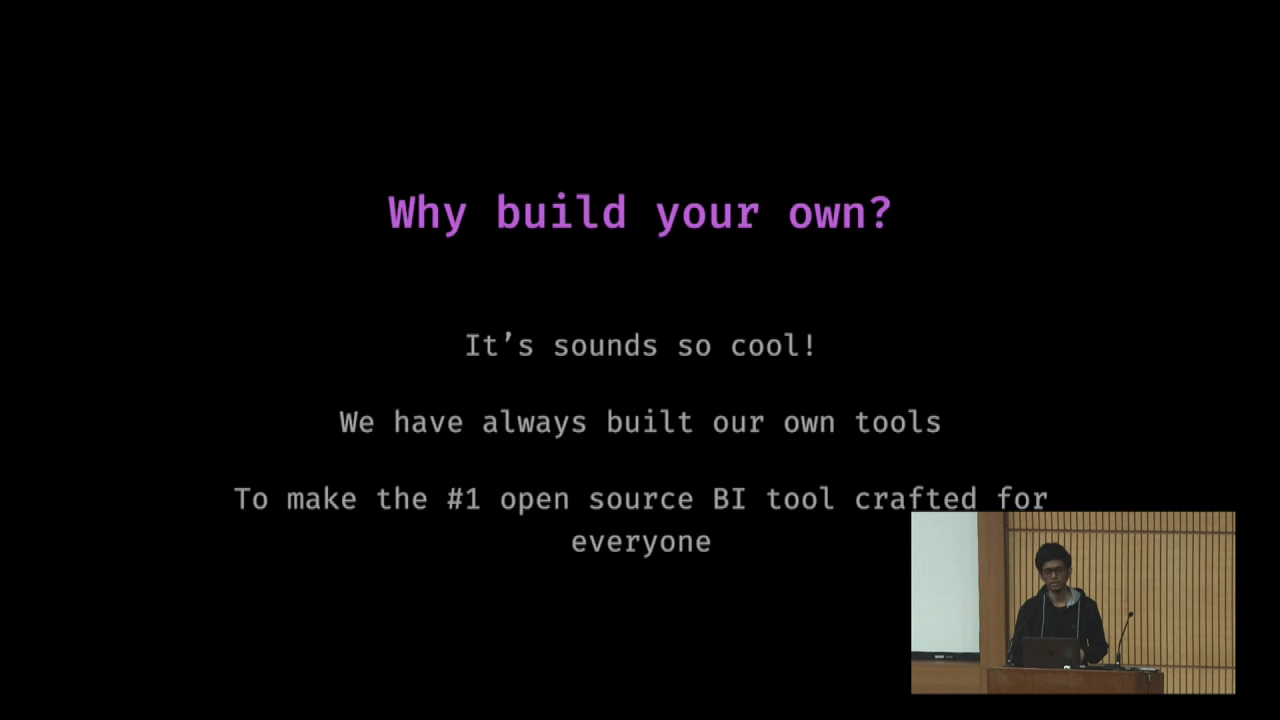 Why build your own?
It’s sounds so cool!
We have always built our own tools
To make the #1 open source BI tool crafted for
everyone